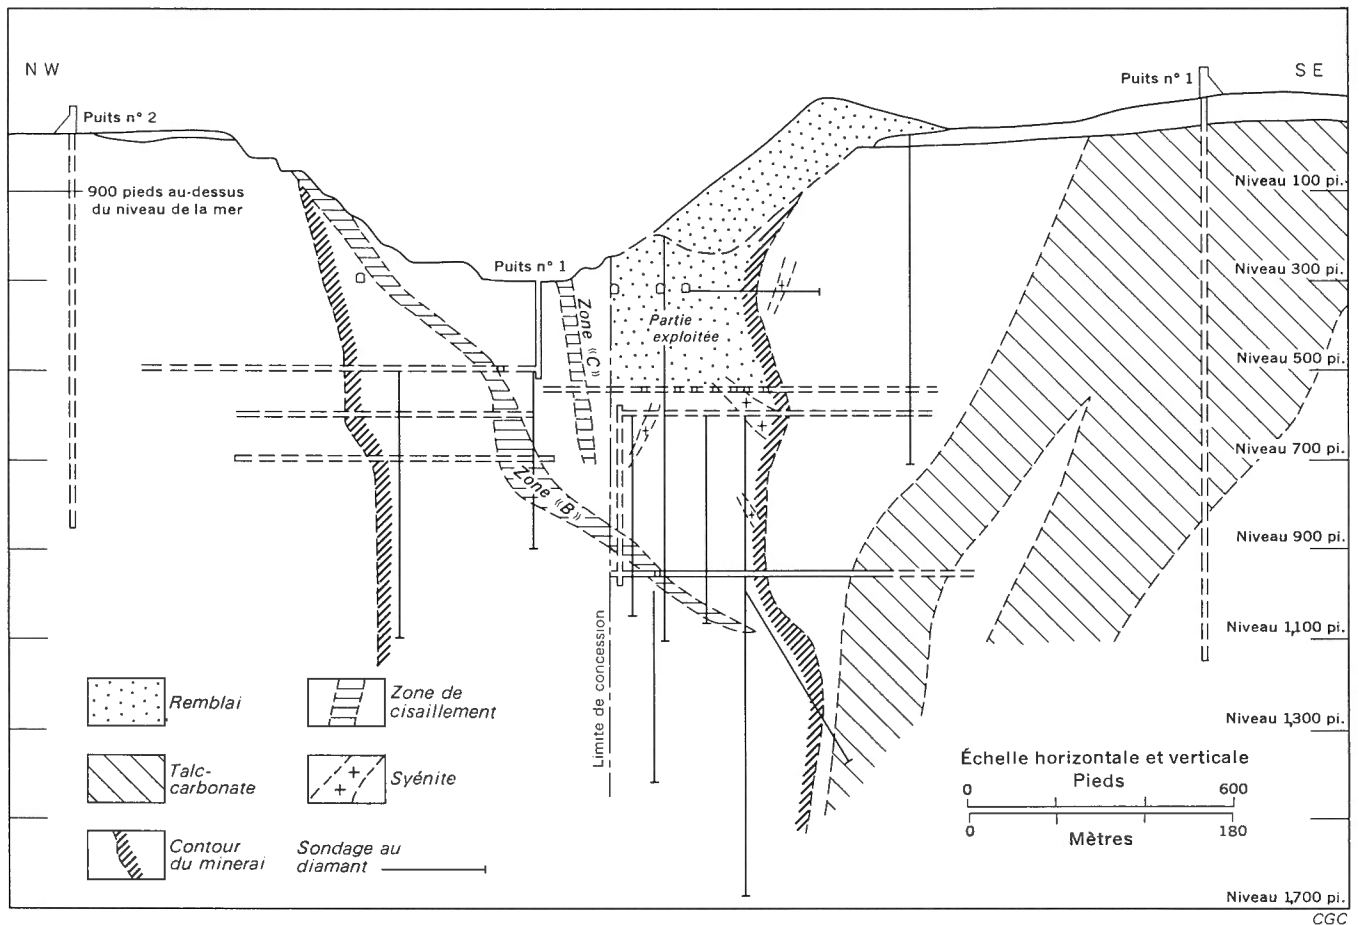 NW
SE
Puits n° 1
Puits n° 2
900 pieds au-dessus
du niveau de la mer
Niveau 100 pi.
Puits n° 1
Niveau 300 pi.
Zone «C»
Partie
exploitée
Niveau 500 pi.
Niveau 700 pi.
Zone «B»
Niveau 900 pi.
Limite de concession
Niveau 1,100 pi.
Remblai
Zone de
cisaillement
Niveau 1,300 pi.
Talc-
carbonate
Syénite
Échelle horizontale et verticale
Pieds
0 600
0 180
Mètres
Contour
du minerai
Sondage au
diamant
Niveau 1,700 pi.
CGC